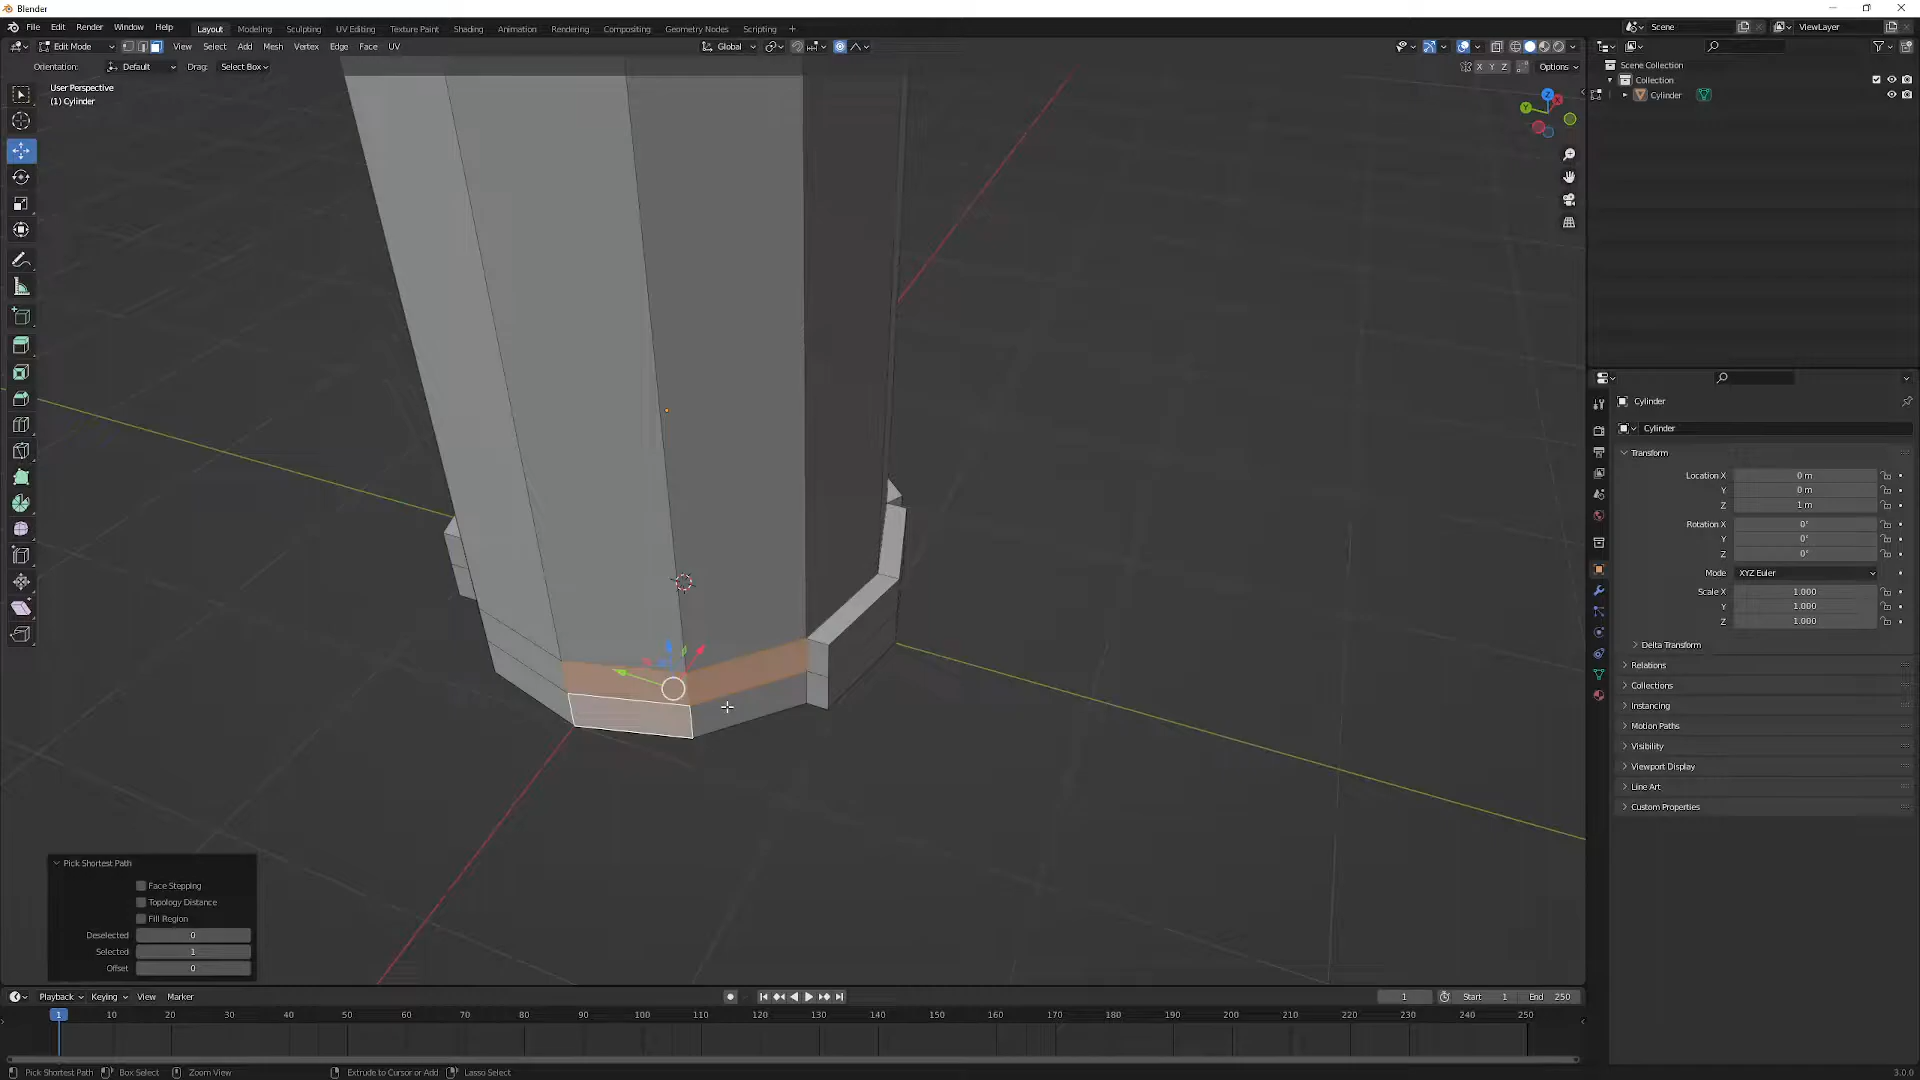 Blender
File Edit Render Window Help
Layout Modeling Sculpting UV Editing Texture Paint Shading Animation Rendering Compositing Geometry Nodes Scripting +
Scene
ViewLayer
Edit Mode View Select Add Mesh Vertex Edge Face UV
Global
Orientation: Default Drag: Select Box
X Y Z Options
User Perspective
(1) Cylinder
Scene Collection
Collection
Cylinder
Z
X
Y
Cylinder
Cylinder
Transform
Location X 0 m
Y 0 m
Z 1 m
Rotation X 0°
Y 0°
Z 0°
Mode XYZ Euler
Scale X 1.000
Y 1.000
Z 1.000
Delta Transform
Relations
Collections
Instancing
Motion Paths
Visibility
Viewport Display
Line Art
Custom Properties
Pick Shortest Path
Face Stepping
Topology Distance
Fill Region
Deselected 0
Selected 1
Offset 0
Playback Keying View Marker
1 Start 1 End 250
1 10 20 30 40 50 60 70 80 90 100 110 120 130 140 150 160 170 180 190 200 210 220 230 240 250
Pick Shortest Path Box Select Zoom View Extrude to Cursor or Add Lasso Select
3.0.0